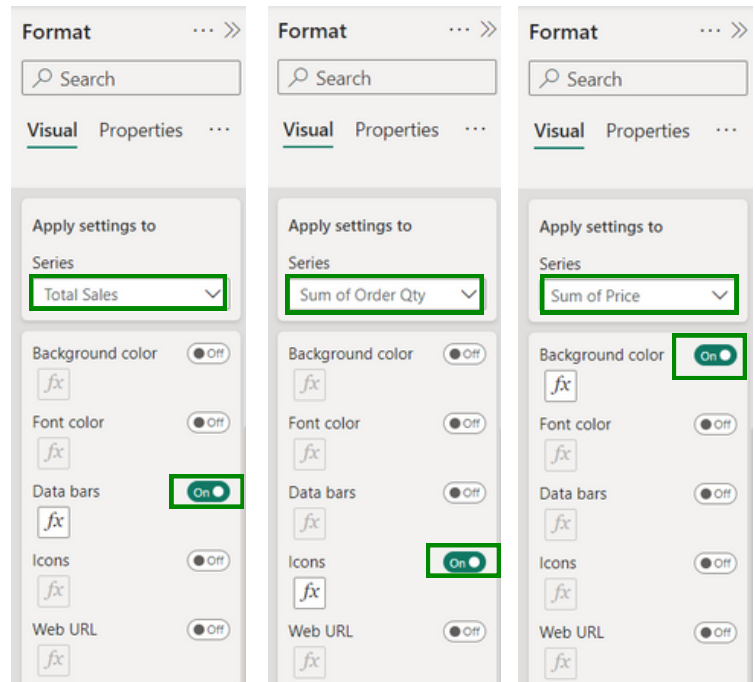 Format ...
Search
Visual Properties ...
Apply settings to
Series
Total Sales
Background color Off
fx
Font color Off
fx
Data bars On
fx
Icons Off
fx
Web URL Off
fx
Format ...
Search
Visual Properties ...
Apply settings to
Series
Sum of Order Qty
Background color Off
fx
Font color Off
fx
Data bars Off
fx
Icons On
fx
Web URL Off
fx
Format ...
Search
Visual Properties ...
Apply settings to
Series
Sum of Price
Background color On
fx
Font color Off
fx
Data bars Off
fx
Icons Off
fx
Web URL Off
fx